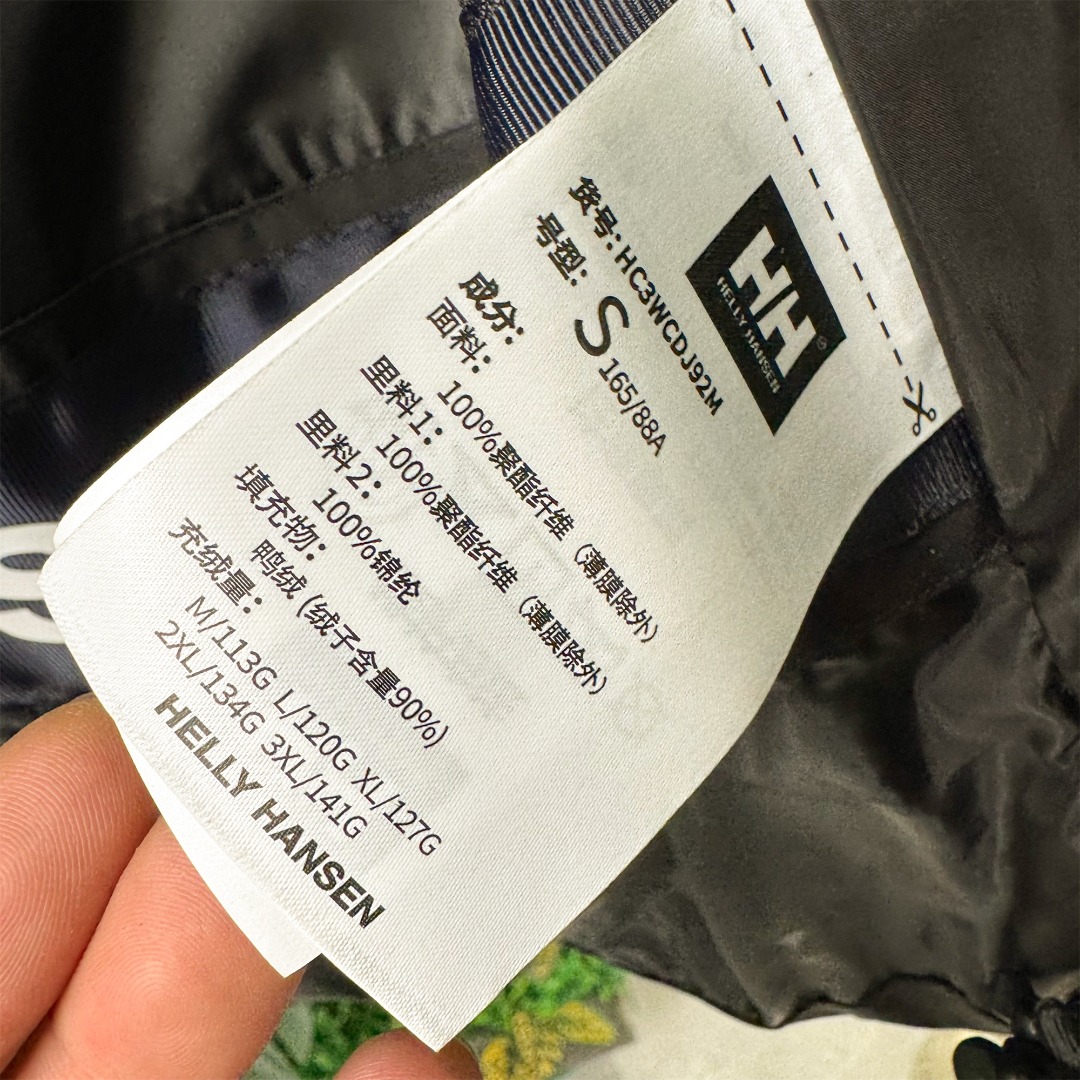 HH®
HELLY HANSEN
货号：HC3WCDJ92M
号型：S 165/88A
成分：
面料：
100%聚酯纤维（薄膜除外）
里料1：
100%聚酯纤维（薄膜除外）
里料2：
100%锦纶
填充物：
鸭绒（绒子含量90%）
充绒量：
M/113G L/120G XL/127G
2XL/134G 3XL/141G
HELLY HANSEN